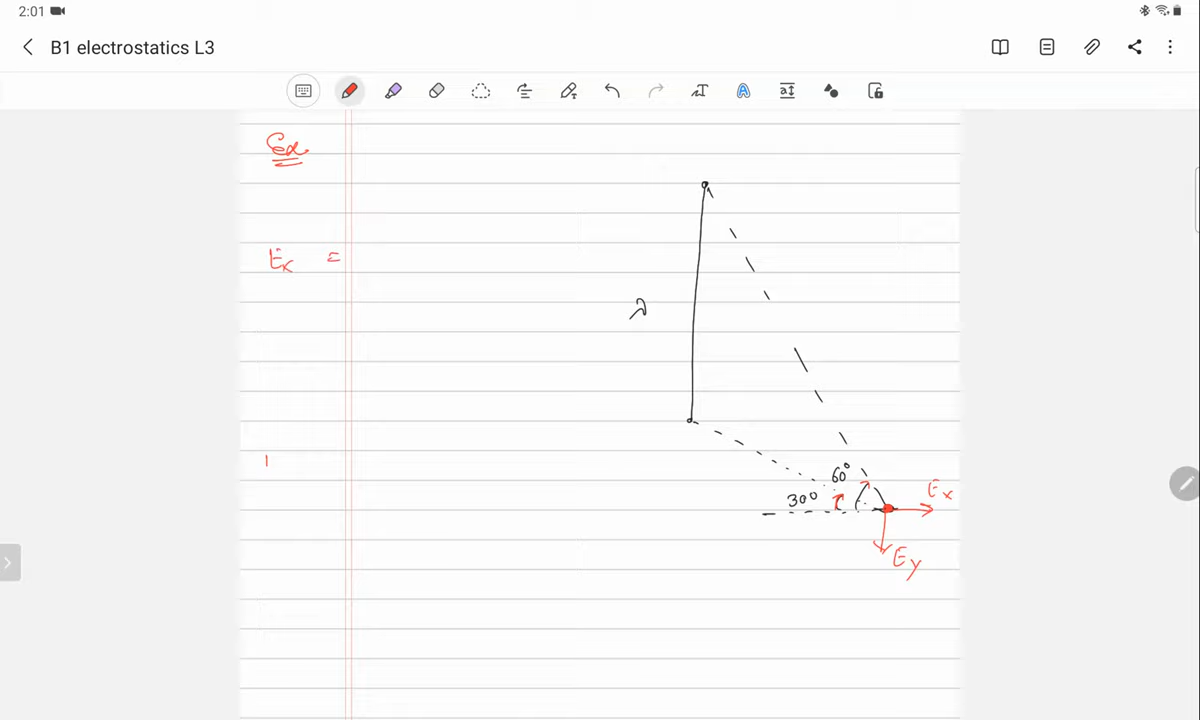 2:01
B1 electrostatics L3
Ex
Ex =
λ
60°
30°
Ex
Ey